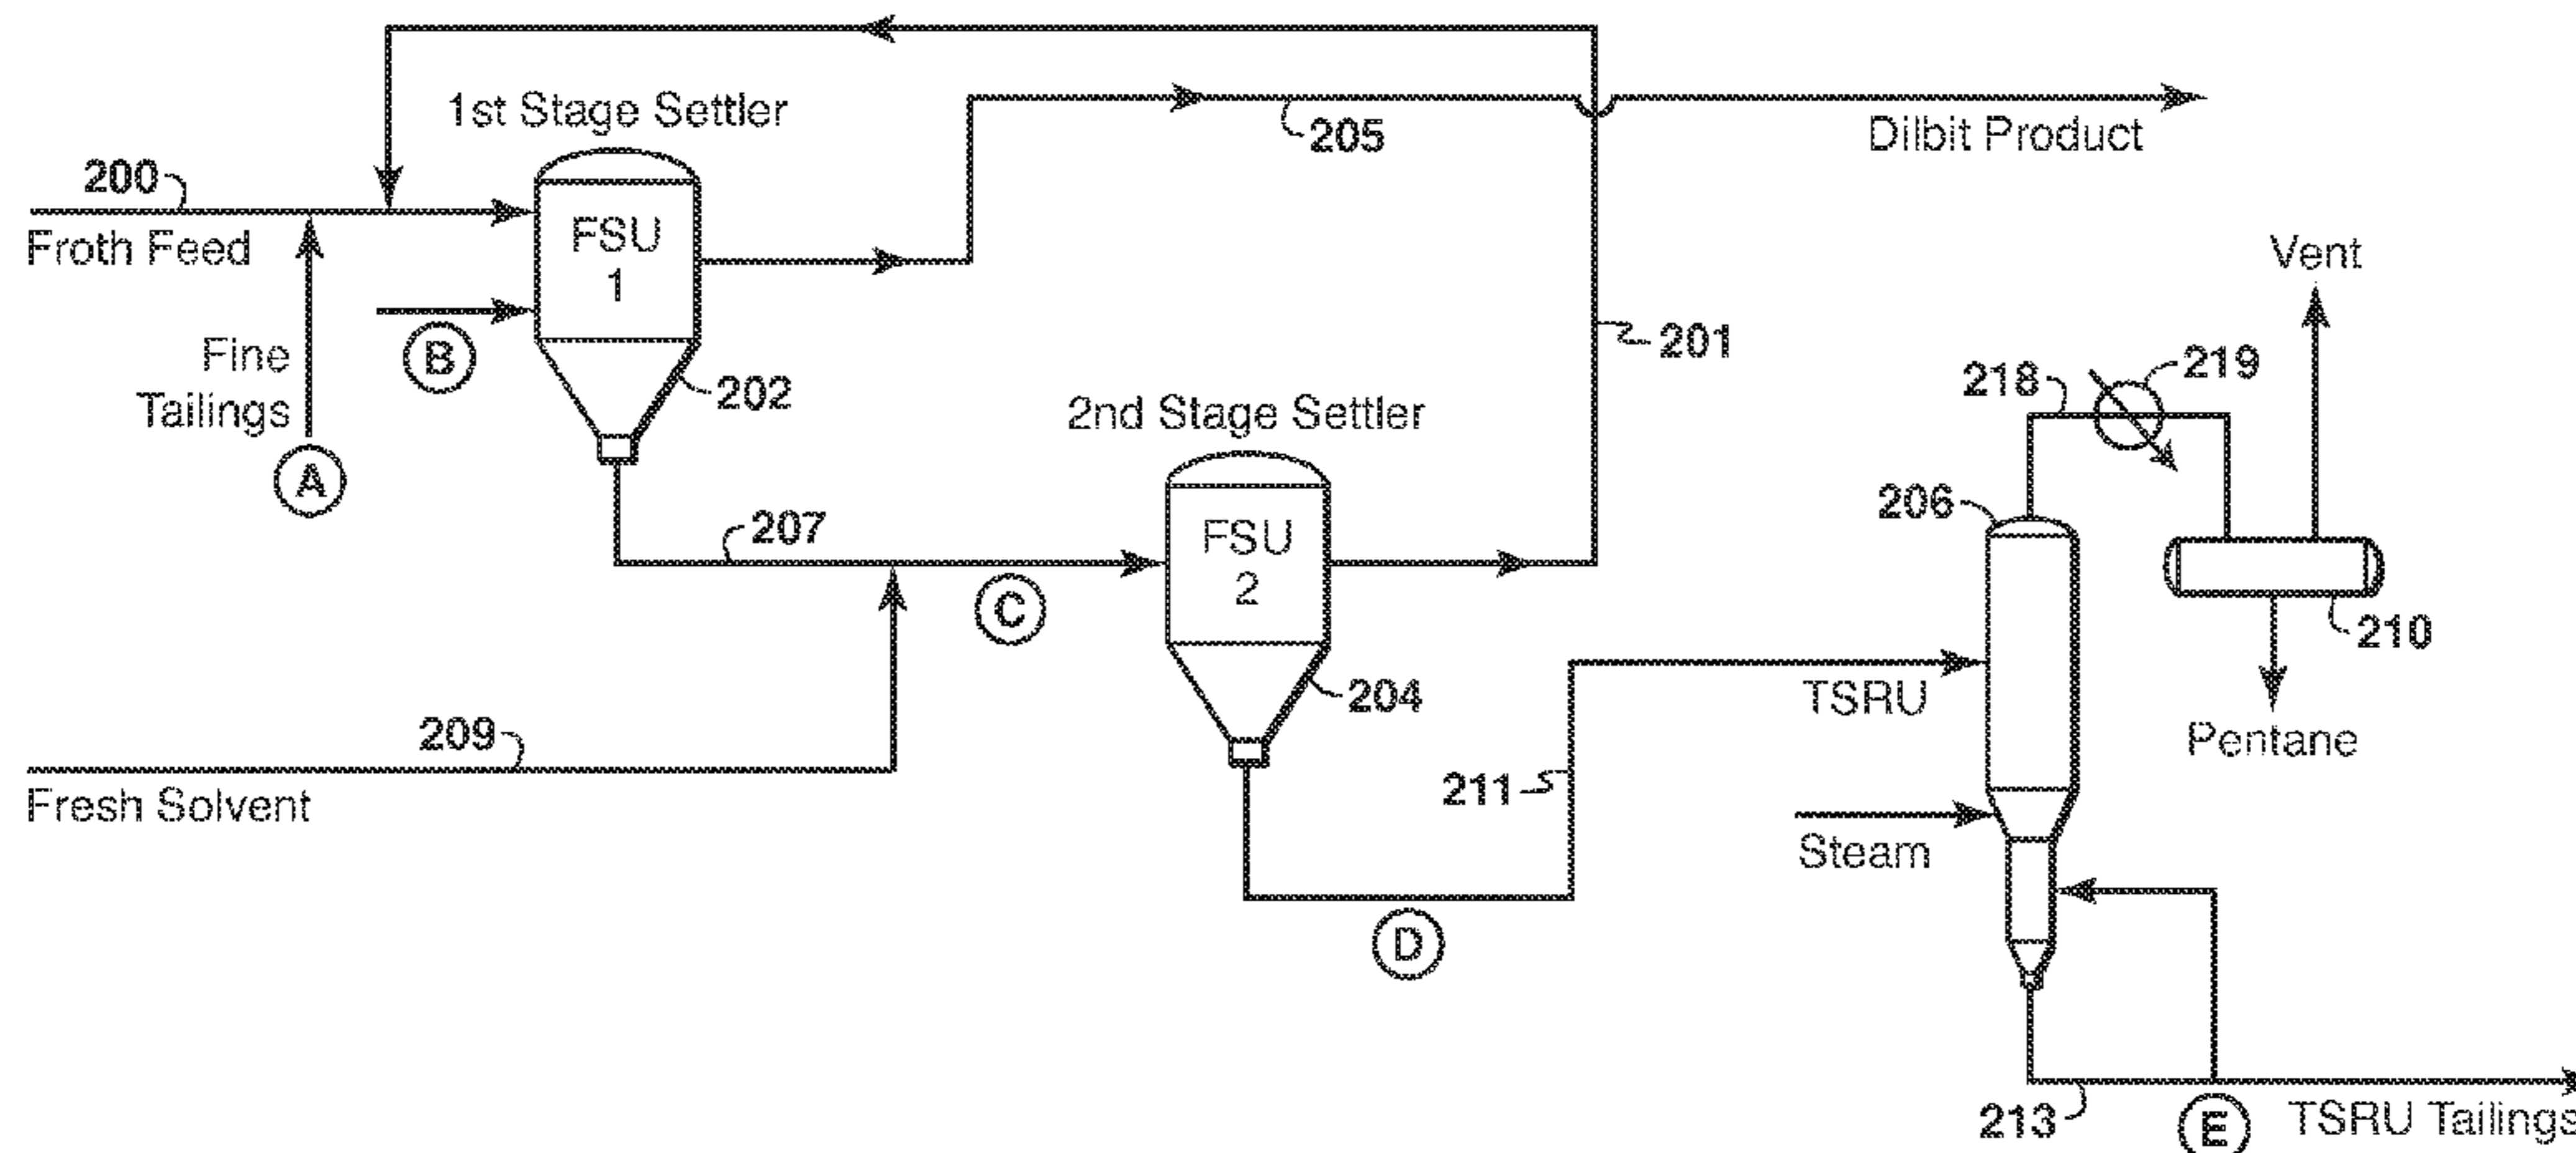 1st Stage Settler
205
Dilbit Product
200
Froth Feed
FSU
1
Fine
Tailings
A
B
202
201
Vent
218
219
2nd Stage Settler
206
207
FSU
2
C
210
204
TSRU
Pentane
209
Fresh Solvent
211
Steam
D
213
E
TSRU Tailings